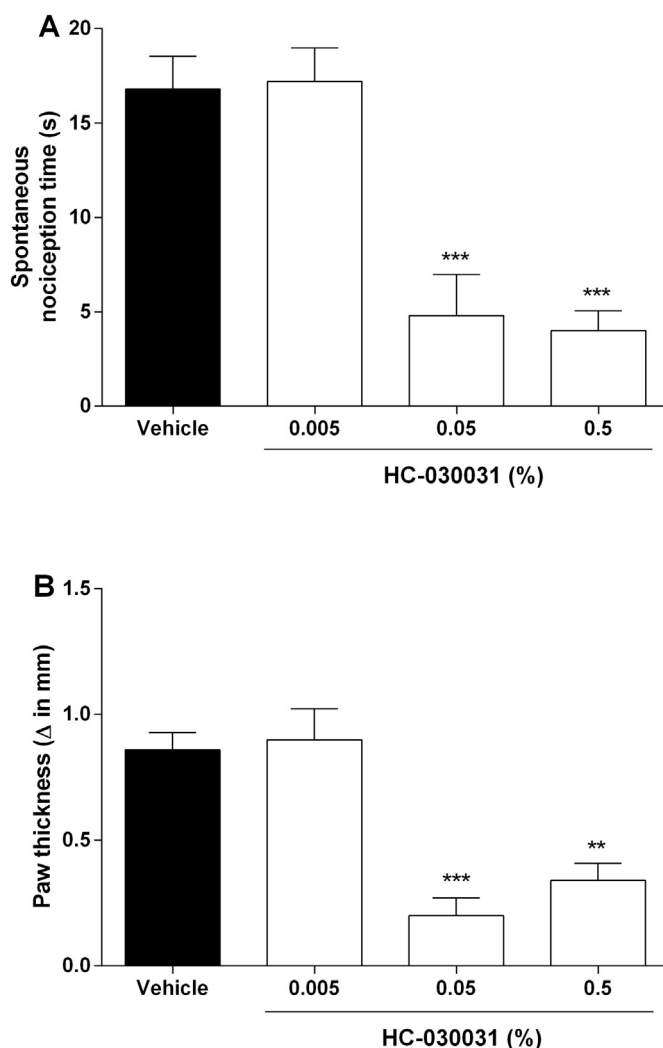 A
Spontaneous
nociception time (s)
20
15
10
5
0
***
***
Vehicle
0.005
0.05
0.5
HC-030031 (%)
B
Paw thickness (Δ in mm)
1.5
1.0
0.5
0.0
***
**
Vehicle
0.005
0.05
0.5
HC-030031 (%)